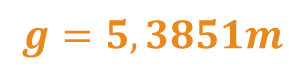 g = 5,3851m